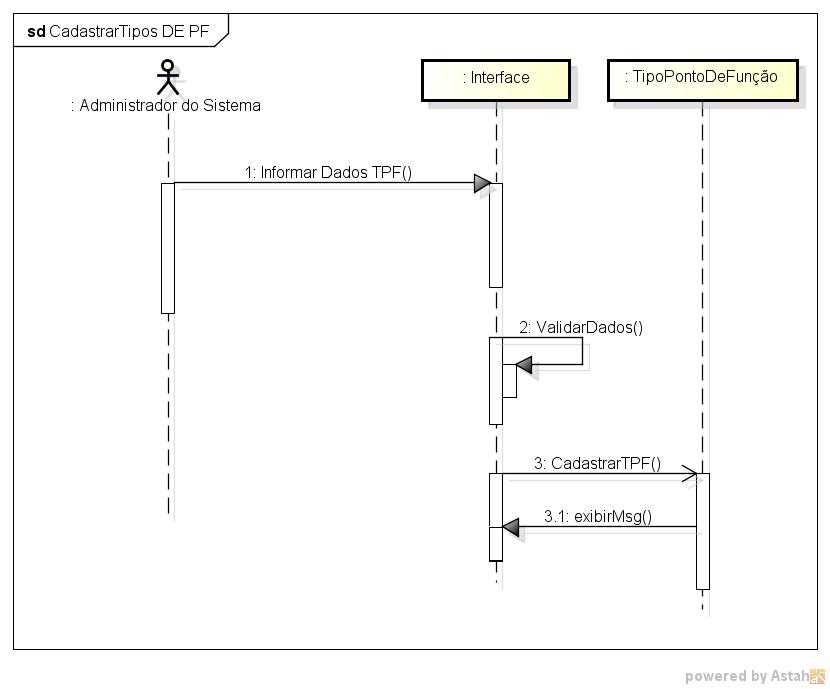 sd CadastrarTipos DE PF
: Administrador do Sistema
: Interface
: TipoPontoDeFunção
1: Informar Dados TPF()
2: ValidarDados()
3: CadastrarTPF()
3.1: exibirMsg()
powered by Astah